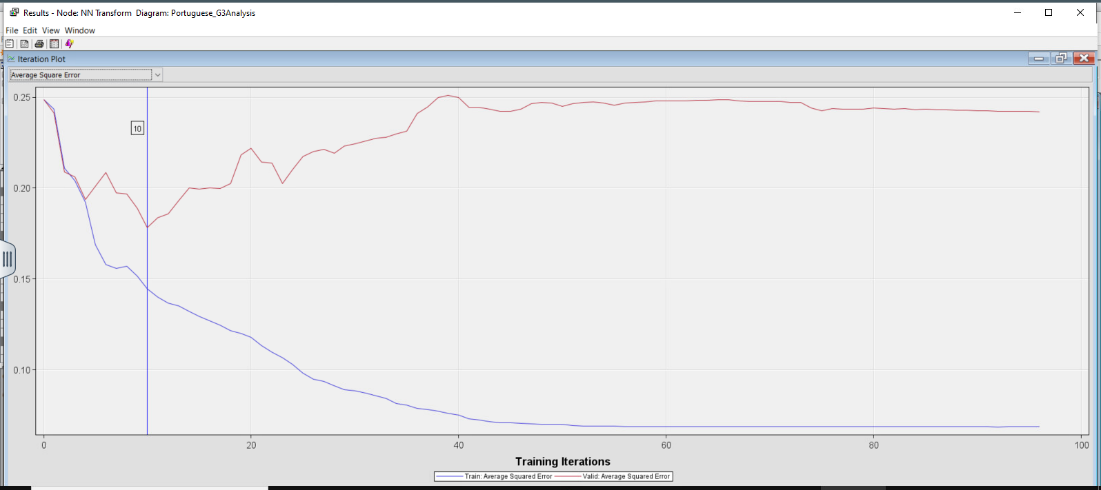 Results - Node: NN Transform Diagram: Portuguese_G3Analysis
File Edit View Window
Iteration Plot
Average Square Error
0.25
10
0.20
0.15
0.10
0 20 40 60 80 100
Training Iterations
Train: Average Squared Error Valid: Average Squared Error